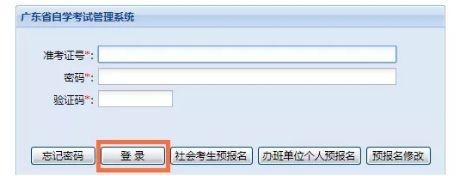 广东省自学考试管理系统
准考证号*:
密码*:
验证码*:
忘记密码 登 录 社会考生预报名 办班单位个人预报名 预报名修改